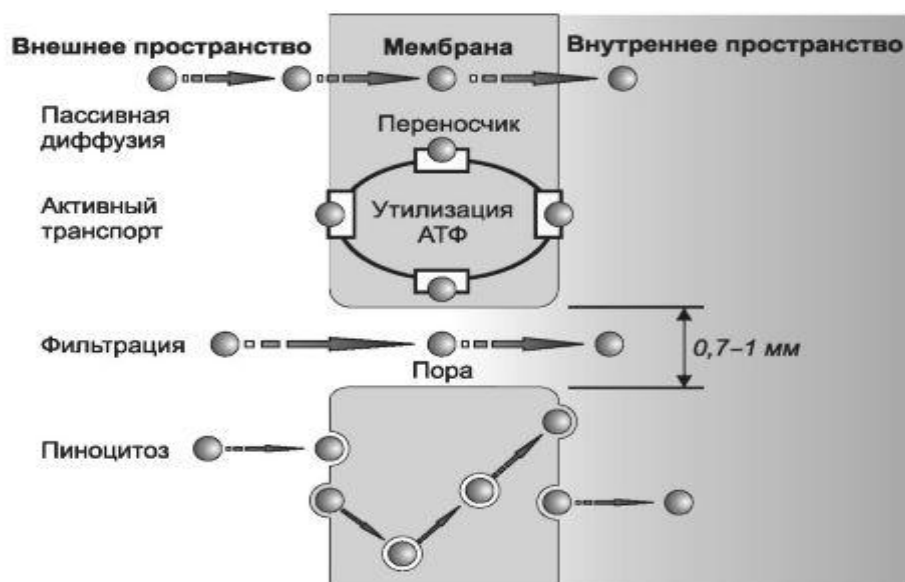 Внешнее пространство
Мембрана
Внутреннее пространство
Пассивная
диффузия
Переносчик
Активный
транспорт
Утилизация
АТФ
Фильтрация
0,7–1 мм
Пора
Пиноцитоз